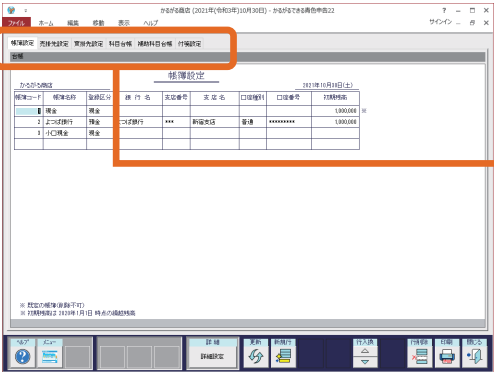 かるがる商店 (2021年(令和3年)10月30日) - かるがるできる青色申告22
ファイル ホーム 編集 移動 表示 ヘルプ サインイン
帳簿設定 売掛先設定 買掛先設定 科目台帳 補助科目台帳 付箋設定
台帳
帳簿設定
かるがる商店 2021年10月30日(土)
帳簿コード 帳簿名称 登録区分 銀行名 支店番号 支店名 口座種別 口座番号 初期残高
1 現金 現金 1,000,000 ※
2 よつば銀行 預金 よつば銀行 *** 新宿支店 普通 ********* 1,000,000
3 小口現金 現金
※ 既定の帳簿(削除不可)
※ 初期残高は 2020年1月1日 時点の繰越残高
ヘルプ メニュー 詳細 更新 新規行 行入換 行削除 印刷 閉じる
詳細設定